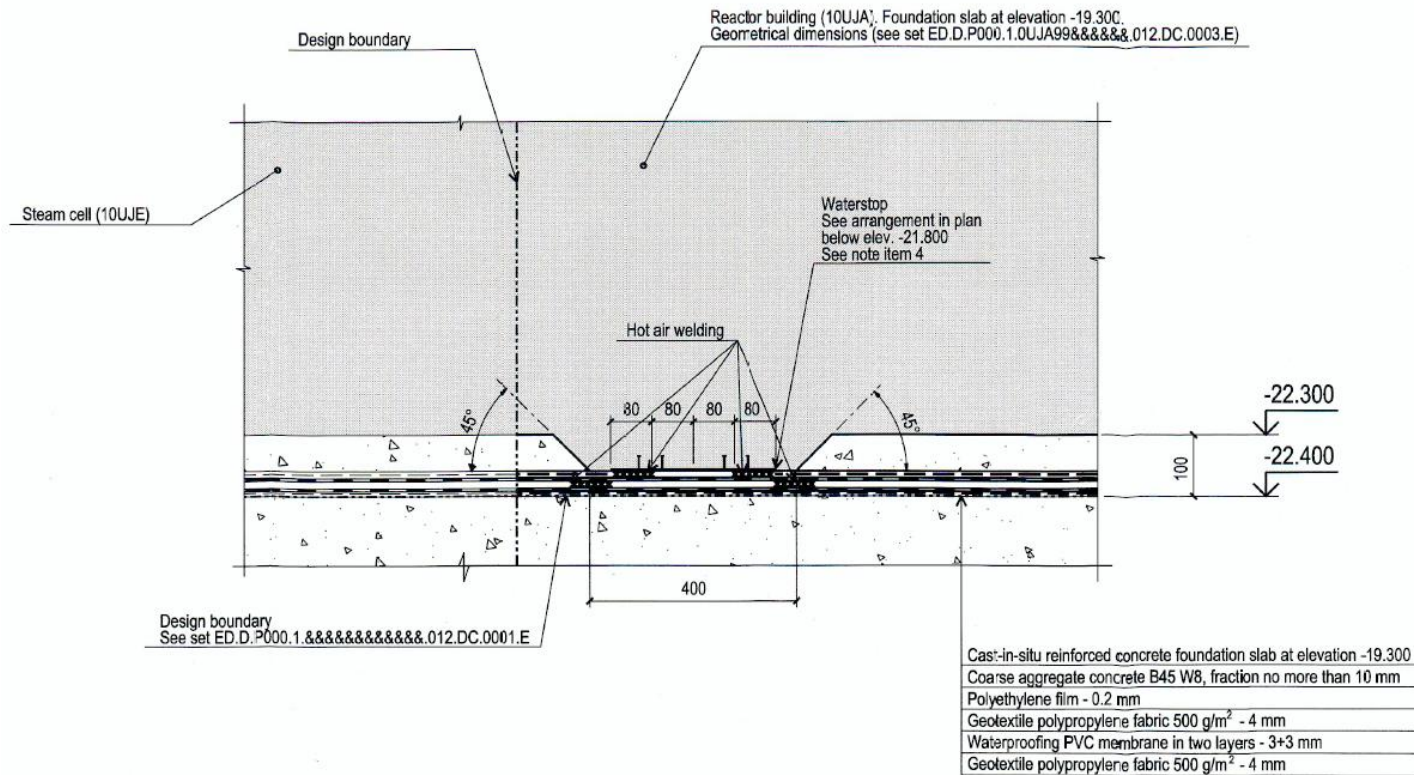 Reactor building (10UJA). Foundation slab at elevation -19.300.
Geometrical dimensions (see set ED.D.P000.1.0UJA99&&&&&&.012.DC.0003.E)
Design boundary
Steam cell (10UJE)
Waterstop
See arrangement in plan
below elev. -21.800
See note item 4
Hot air welding
80 80 80 80
45°
45°
-22.300
-22.400
100
400
Design boundary
See set ED.D.P000.1.&&&&&&&&&&&&.012.DC.0001.E
Cast-in-situ reinforced concrete foundation slab at elevation -19.300
Coarse aggregate concrete B45 W8, fraction no more than 10 mm
Polyethylene film - 0.2 mm
Geotextile polypropylene fabric 500 g/m² - 4 mm
Waterproofing PVC membrane in two layers - 3+3 mm
Geotextile polypropylene fabric 500 g/m² - 4 mm